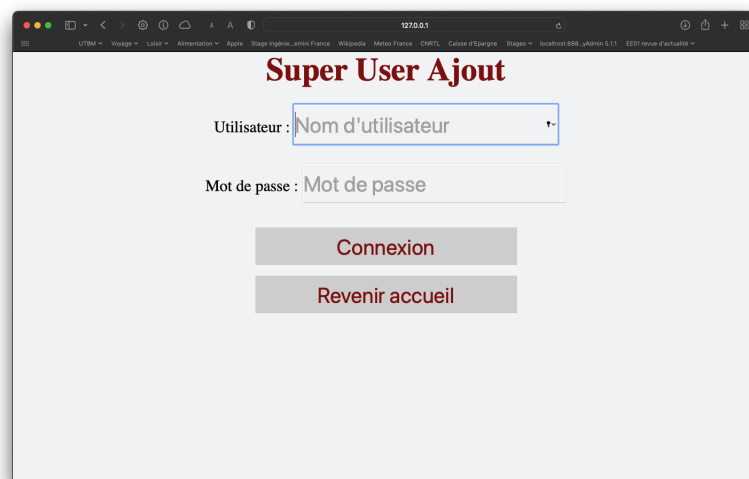 A A 127.0.0.1
UTBM Voyage Loisir Alimentation Apple Stage Ingénie...emini France Wikipedia Meteo France CNRTL Caisse d'Epargne Stages localhost:888...yAdmin 5.1.1 EE01 revue d'actualité
Super User Ajout
Utilisateur : Nom d'utilisateur
Mot de passe : Mot de passe
Connexion
Revenir accueil